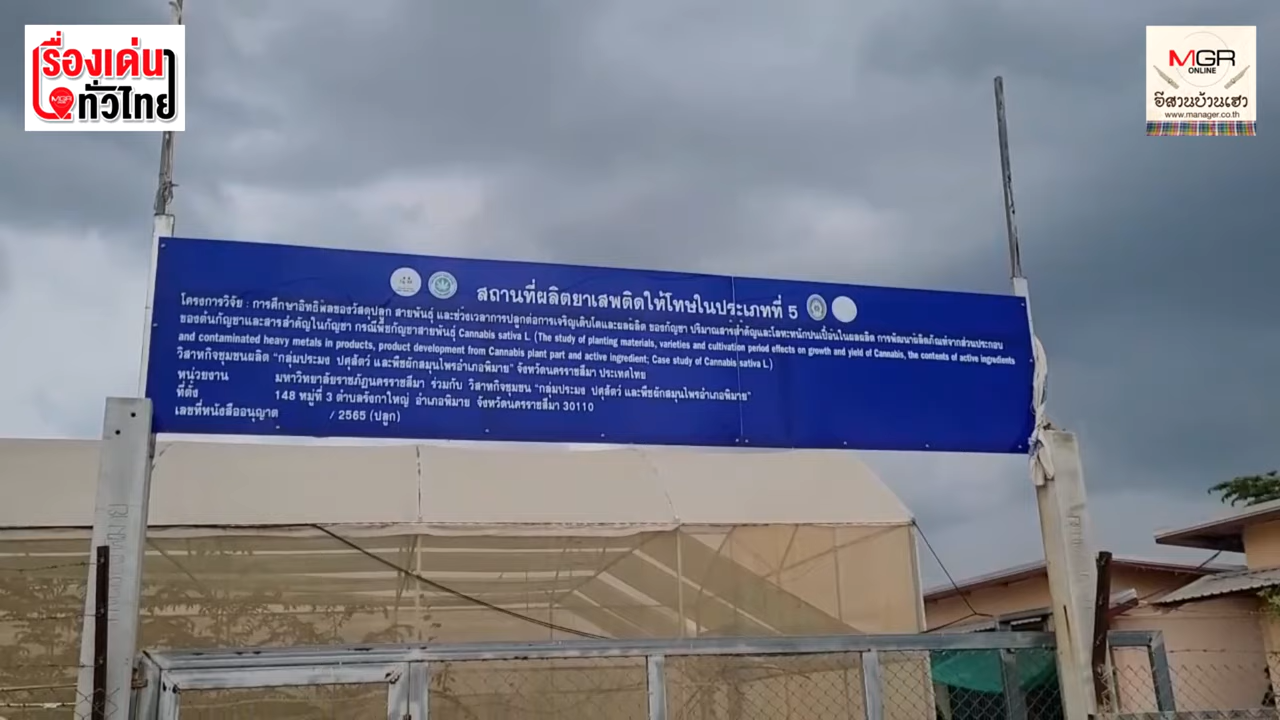 เรื่องเด่น
MGR
ทั่วไทย
MGR
ONLINE
อีสานบ้านเฮา
www.manager.co.th
สถานที่ผลิตยาเสพติดให้โทษในประเภทที่ 5
โครงการวิจัย : การศึกษาอิทธิพลของวัสดุปลูก สายพันธุ์ และช่วงเวลาการปลูกต่อการเจริญเติบโตและผลผลิต ของกัญชา ปริมาณสารสำคัญและโลหะหนักปนเปื้อนในผลผลิต การพัฒนาผลิตภัณฑ์จากส่วนประกอบ
ของต้นกัญชาและสารสำคัญในกัญชา กรณีพืชกัญชาสายพันธุ์ Cannabis sativa L. (The study of planting materials, varieties and cultivation period effects on growth and yield of Cannabis, the contents of active ingredients
and contaminated heavy metals in products, product development from Cannabis plant part and active ingredient; Case study of Cannabis sativa L.)
วิสาหกิจชุมชนผลิต "กลุ่มประมง ปศุสัตว์ และพืชผักสมุนไพรอำเภอพิมาย" จังหวัดนครราชสีมา ประเทศไทย
หน่วยงาน มหาวิทยาลัยราชภัฏนครราชสีมา ร่วมกับ วิสาหกิจชุมชน "กลุ่มประมง ปศุสัตว์ และพืชผักสมุนไพรอำเภอพิมาย"
ที่ตั้ง 148 หมู่ที่ 3 ตำบลรังกาใหญ่ อำเภอพิมาย จังหวัดนครราชสีมา 30110
เลขที่หนังสืออนุญาต / 2565 (ปลูก)